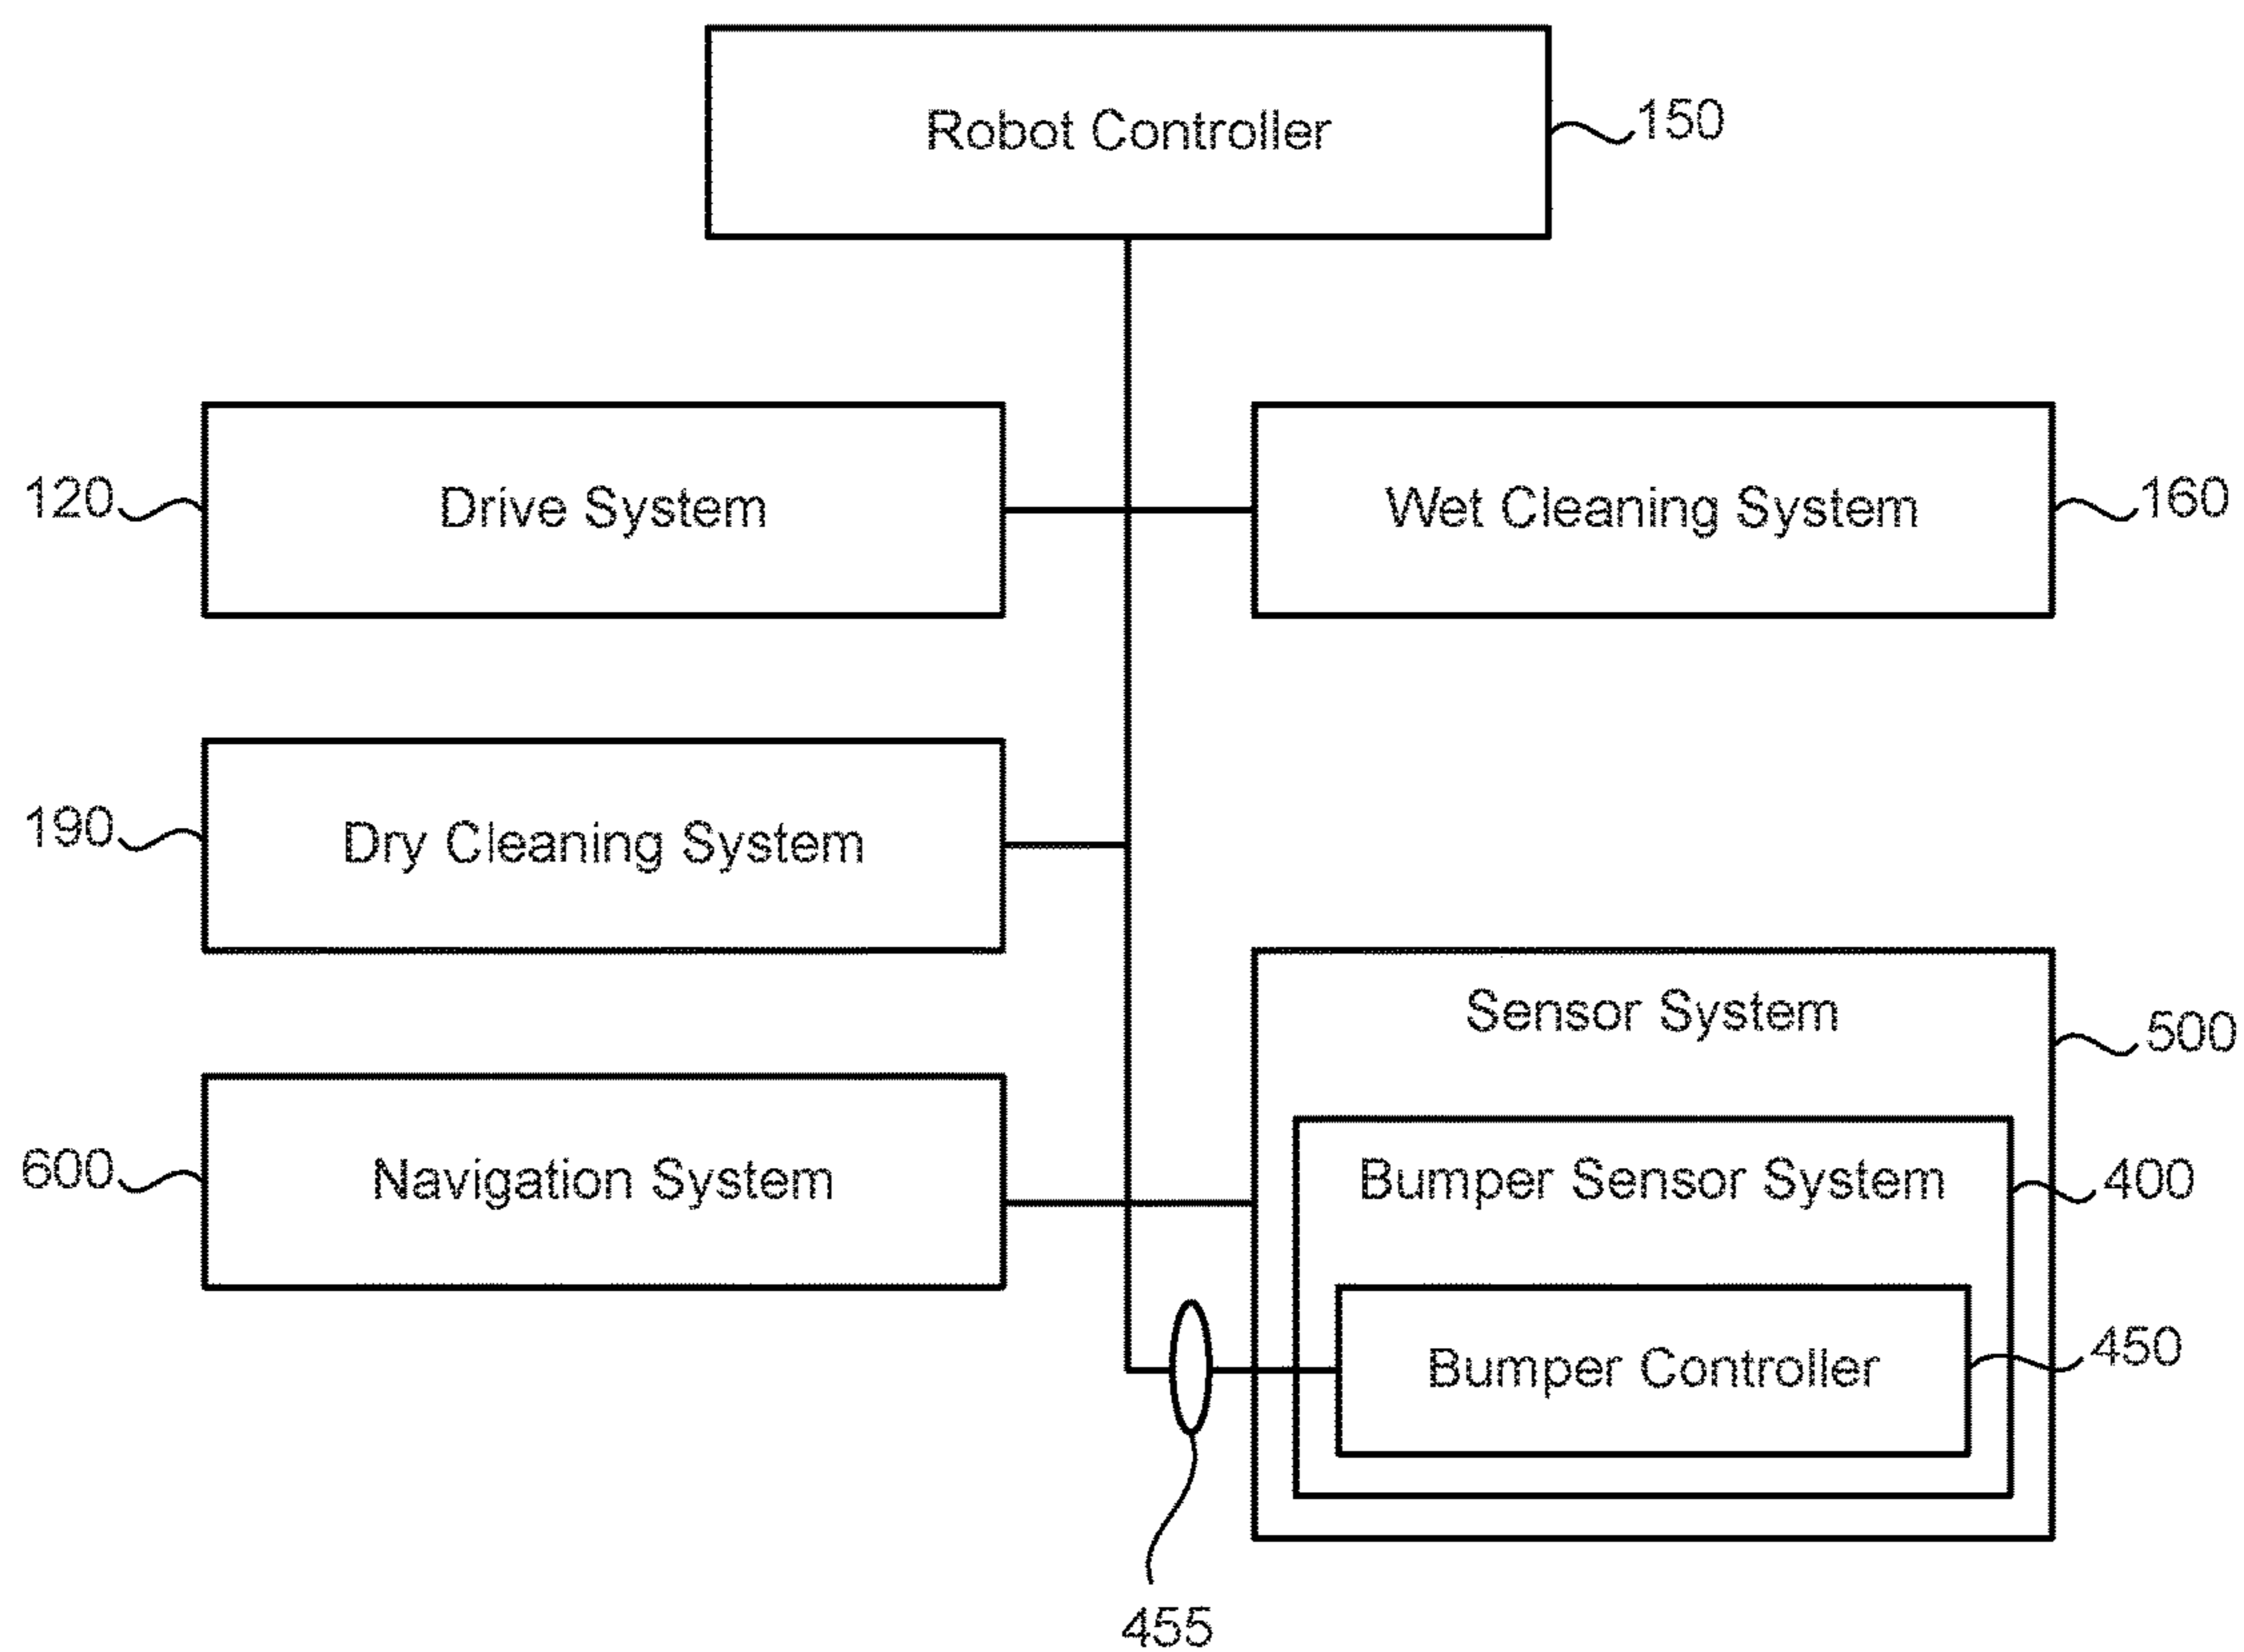 Robot Controller
150
120
Drive System
Wet Cleaning System
160
190
Dry Cleaning System
Sensor System
500
600
Navigation System
Bumper Sensor System
400
Bumper Controller
450
455